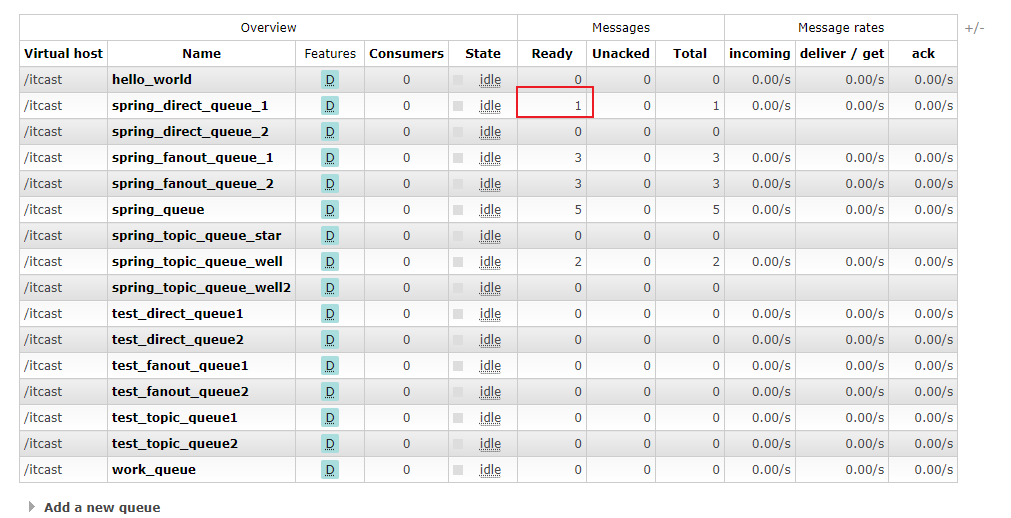 Overview Messages Message rates +/-
Virtual host Name Features Consumers State Ready Unacked Total incoming deliver / get ack
/itcast hello_world D 0 idle 0 0 0 0.00/s 0.00/s 0.00/s
/itcast spring_direct_queue_1 D 0 idle 1 0 1 0.00/s 0.00/s 0.00/s
/itcast spring_direct_queue_2 D 0 idle 0 0 0
/itcast spring_fanout_queue_1 D 0 idle 3 0 3 0.00/s 0.00/s 0.00/s
/itcast spring_fanout_queue_2 D 0 idle 3 0 3 0.00/s 0.00/s 0.00/s
/itcast spring_queue D 0 idle 5 0 5 0.00/s 0.00/s 0.00/s
/itcast spring_topic_queue_star D 0 idle 0 0 0
/itcast spring_topic_queue_well D 0 idle 2 0 2 0.00/s 0.00/s 0.00/s
/itcast spring_topic_queue_well2 D 0 idle 0 0 0
/itcast test_direct_queue1 D 0 idle 0 0 0 0.00/s 0.00/s 0.00/s
/itcast test_direct_queue2 D 0 idle 0 0 0 0.00/s 0.00/s 0.00/s
/itcast test_fanout_queue1 D 0 idle 0 0 0 0.00/s 0.00/s 0.00/s
/itcast test_fanout_queue2 D 0 idle 0 0 0 0.00/s 0.00/s 0.00/s
/itcast test_topic_queue1 D 0 idle 0 0 0 0.00/s 0.00/s 0.00/s
/itcast test_topic_queue2 D 0 idle 0 0 0 0.00/s 0.00/s 0.00/s
/itcast work_queue D 0 idle 0 0 0 0.00/s 0.00/s 0.00/s
Add a new queue